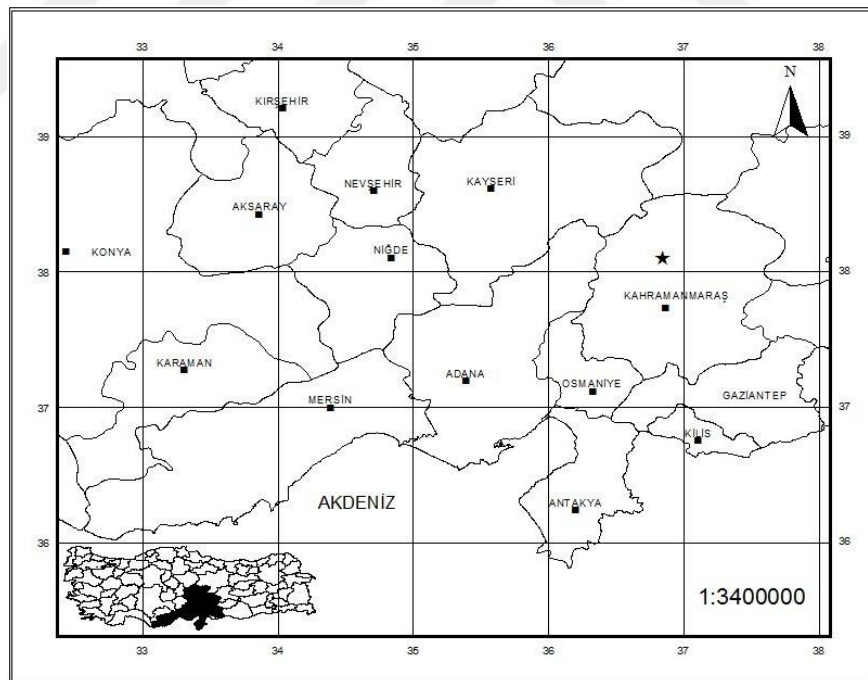 33 34 35 36 37 38
N
KIRŞEHİR
39 39
NEVŞEHİR
KAYSERİ
AKSARAY
NİĞDE
KONYA
38 38
KAHRAMANMARAŞ
KARAMAN
ADANA
OSMANİYE
GAZİANTEP
MERSİN
37 37
KİLİS
AKDENİZ
ANTAKYA
36 36
1:3400000
33 34 35 36 37 38